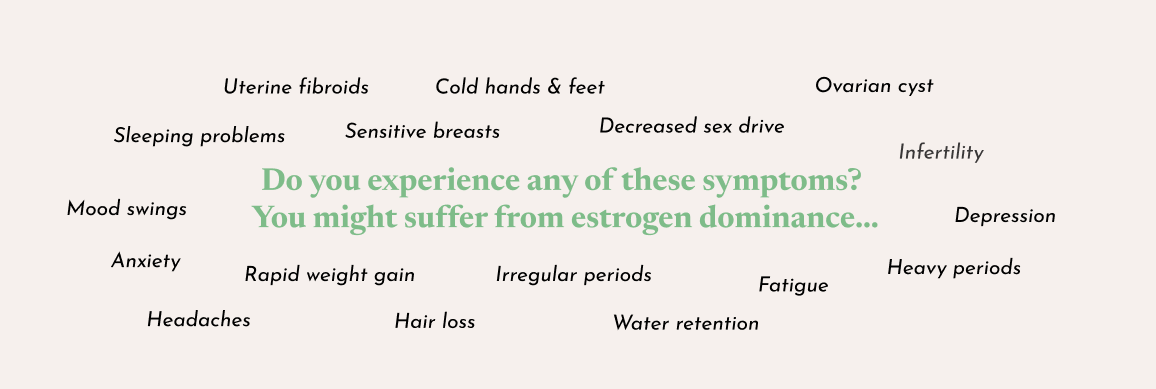 Uterine fibroids
Cold hands & feet
Ovarian cyst
Sleeping problems
Sensitive breasts
Decreased sex drive
Infertility
Do you experience any of these symptoms?
You might suffer from estrogen dominance...
Mood swings
Depression
Anxiety
Rapid weight gain
Irregular periods
Fatigue
Heavy periods
Headaches
Hair loss
Water retention